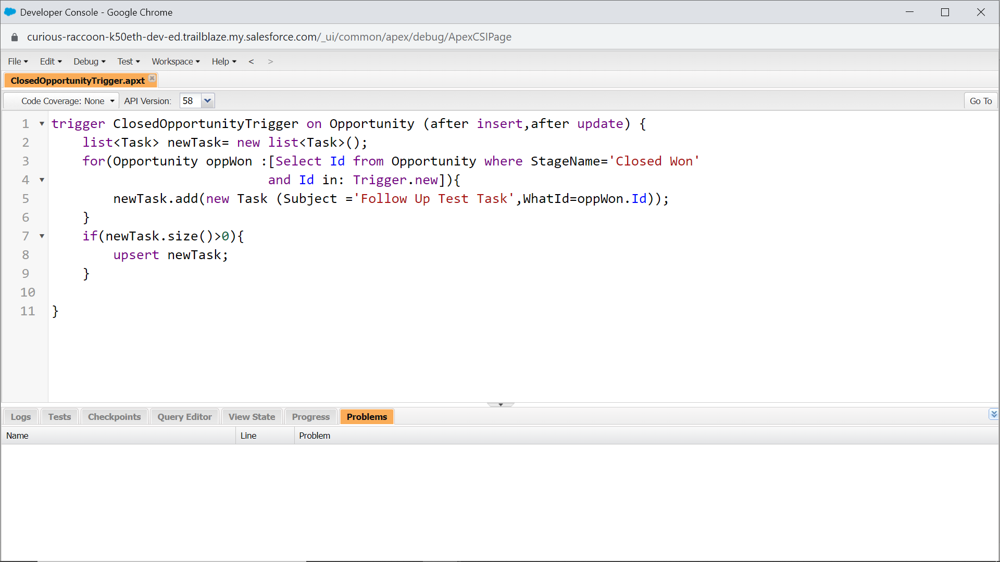 Developer Console - Google Chrome
curious-raccoon-k50eth-dev-ed.trailblaze.my.salesforce.com/_ui/common/apex/debug/ApexCSIPage
File Edit Debug Test Workspace Help < >
ClosedOpportunityTrigger.apxt
Code Coverage: None API Version: 58 Go To
1 trigger ClosedOpportunityTrigger on Opportunity (after insert,after update) {
2 list<Task> newTask= new list<Task>();
3 for(Opportunity oppWon :[Select Id from Opportunity where StageName='Closed Won'
4 and Id in: Trigger.new]){
5 newTask.add(new Task (Subject ='Follow Up Test Task',WhatId=oppWon.Id));
6 }
7 if(newTask.size()>0){
8 upsert newTask;
9 }
10
11 }
Logs Tests Checkpoints Query Editor View State Progress Problems
Name Line Problem